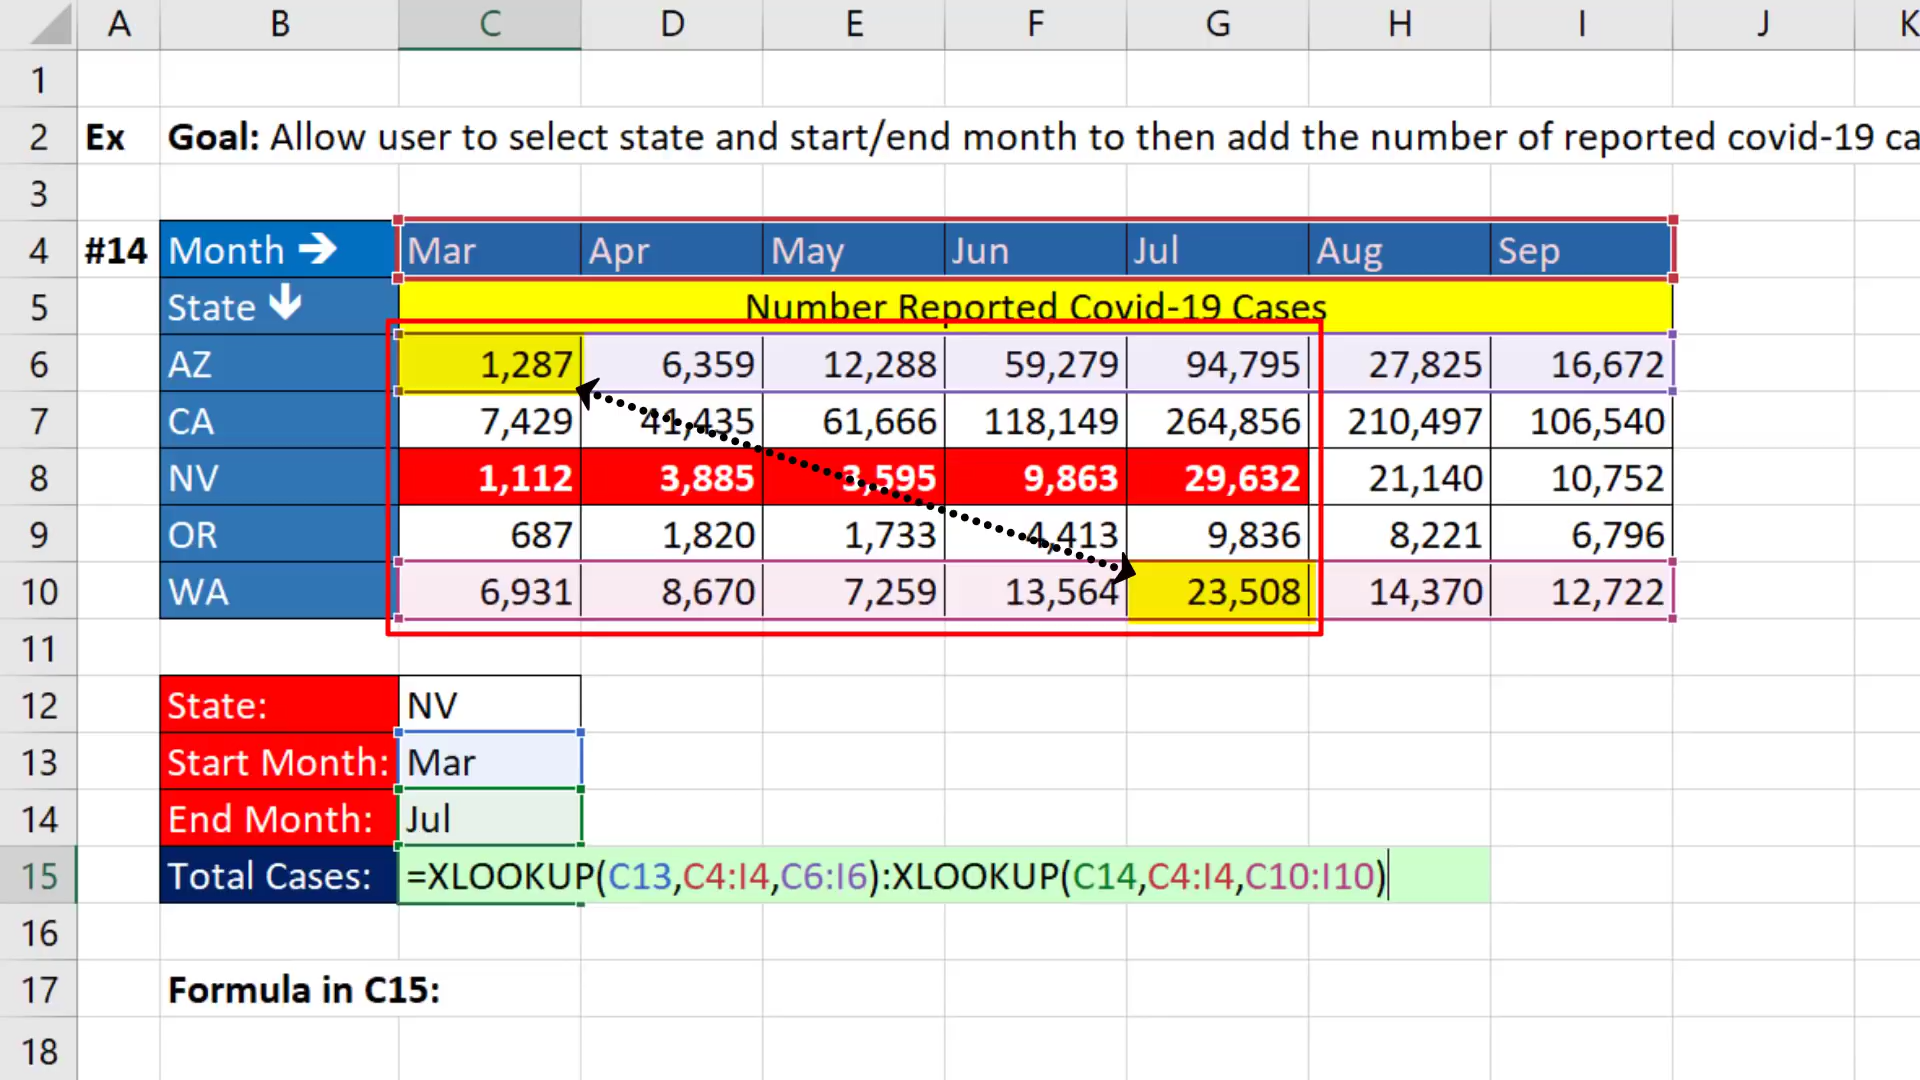 A B C D E F G H I J K
1
2 Ex Goal: Allow user to select state and start/end month to then add the number of reported covid-19 ca
3
4 #14 Month → Mar Apr May Jun Jul Aug Sep
5 State ↓ Number Reported Covid-19 Cases
6 AZ 1,287 6,359 12,288 59,279 94,795 27,825 16,672
7 CA 7,429 41,435 61,666 118,149 264,856 210,497 106,540
8 NV 1,112 3,885 3,595 9,863 29,632 21,140 10,752
9 OR 687 1,820 1,733 4,413 9,836 8,221 6,796
10 WA 6,931 8,670 7,259 13,564 23,508 14,370 12,722
11
12 State: NV
13 Start Month: Mar
14 End Month: Jul
15 Total Cases: =XLOOKUP(C13,C4:I4,C6:I6):XLOOKUP(C14,C4:I4,C10:I10)
16
17 Formula in C15:
18